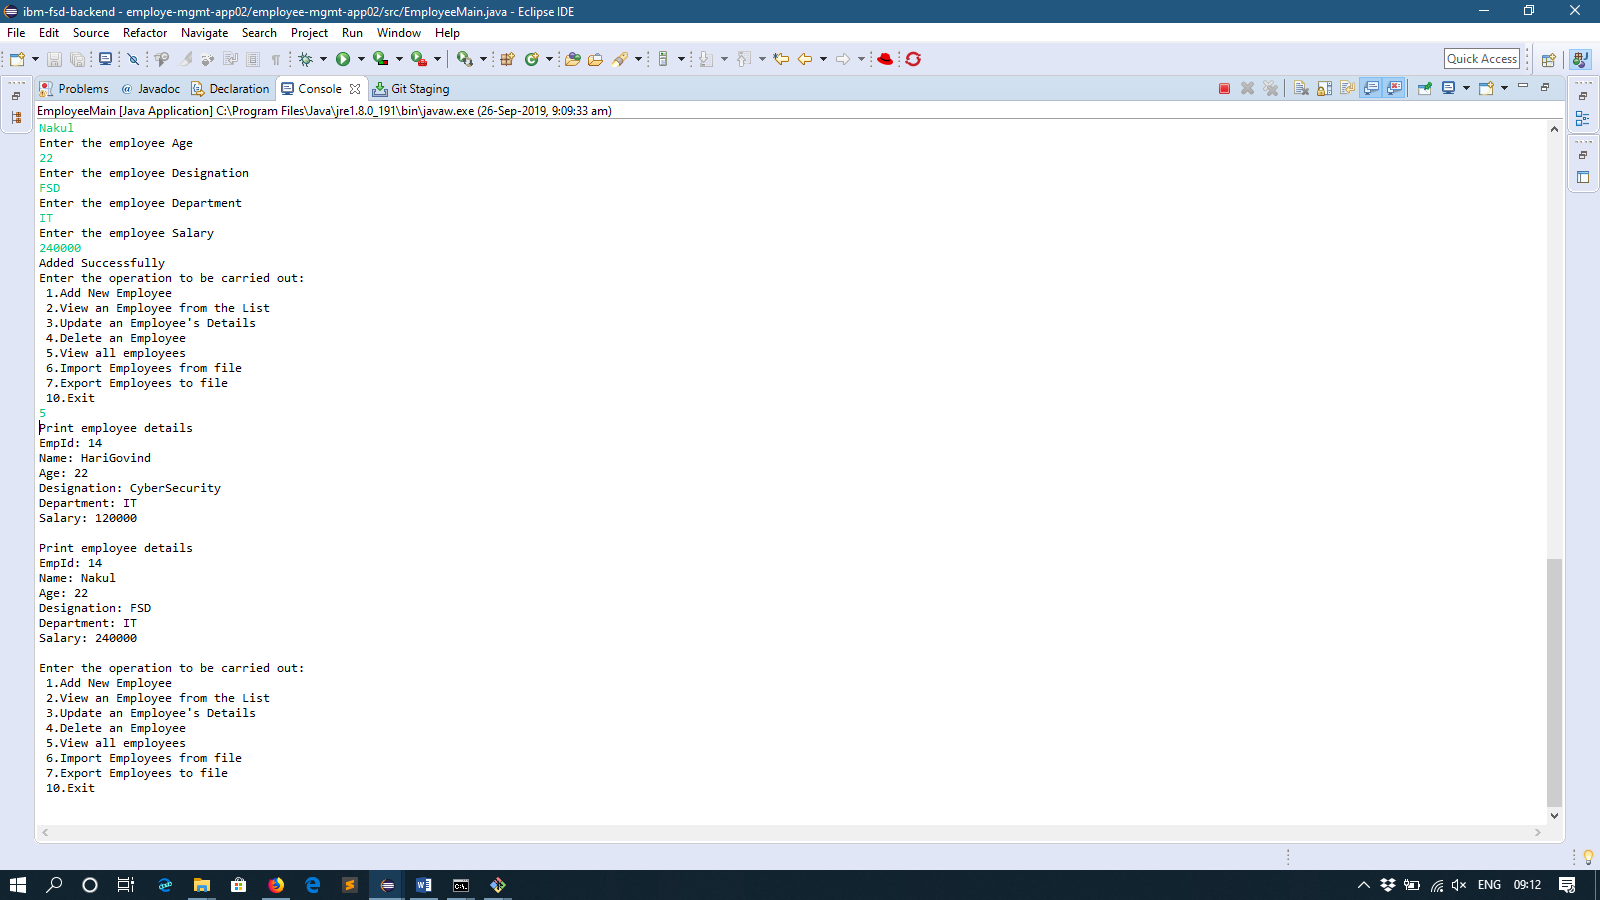 ibm-fsd-backend - employe-mgmt-app02/employee-mgmt-app02/src/EmployeeMain.java - Eclipse IDE
File Edit Source Refactor Navigate Search Project Run Window Help
Quick Access
Problems @ Javadoc Declaration Console Git Staging
EmployeeMain [Java Application] C:\Program Files\Java\jre1.8.0_191\bin\javaw.exe (26-Sep-2019, 9:09:33 am)
Nakul
Enter the employee Age
22
Enter the employee Designation
FSD
Enter the employee Department
IT
Enter the employee Salary
240000
Added Successfully
Enter the operation to be carried out:
1.Add New Employee
2.View an Employee from the List
3.Update an Employee's Details
4.Delete an Employee
5.View all employees
6.Import Employees from file
7.Export Employees to file
10.Exit
5
Print employee details
EmpId: 14
Name: HariGovind
Age: 22
Designation: CyberSecurity
Department: IT
Salary: 120000
Print employee details
EmpId: 14
Name: Nakul
Age: 22
Designation: FSD
Department: IT
Salary: 240000
Enter the operation to be carried out:
1.Add New Employee
2.View an Employee from the List
3.Update an Employee's Details
4.Delete an Employee
5.View all employees
6.Import Employees from file
7.Export Employees to file
10.Exit
ENG 09:12